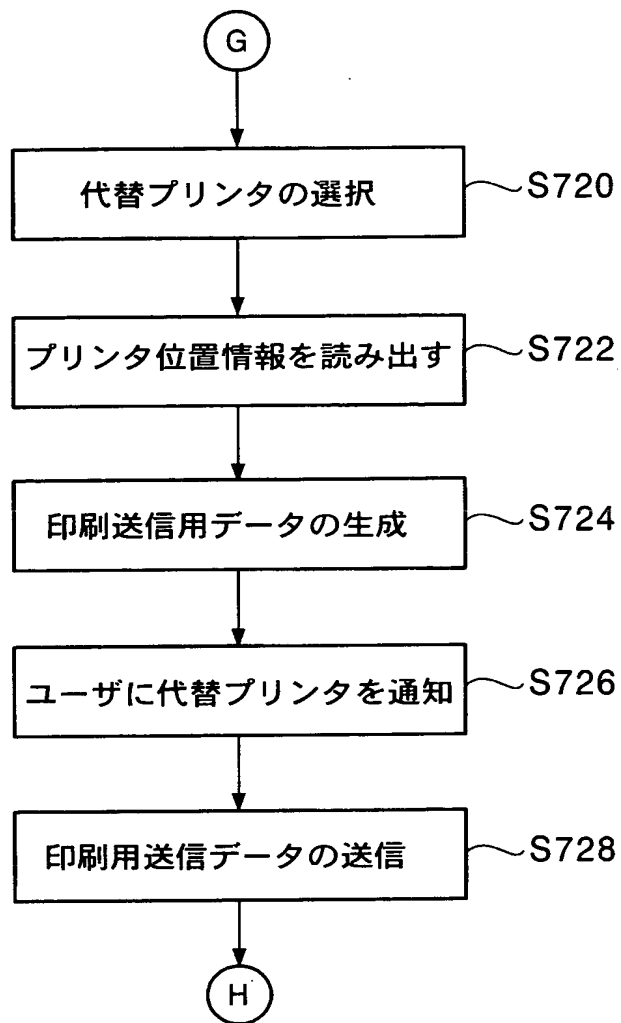 G
代替プリンタの選択
S720
プリンタ位置情報を読み出す
S722
印刷送信用データの生成
S724
ユーザに代替プリンタを通知
S726
印刷用送信データの送信
S728
H